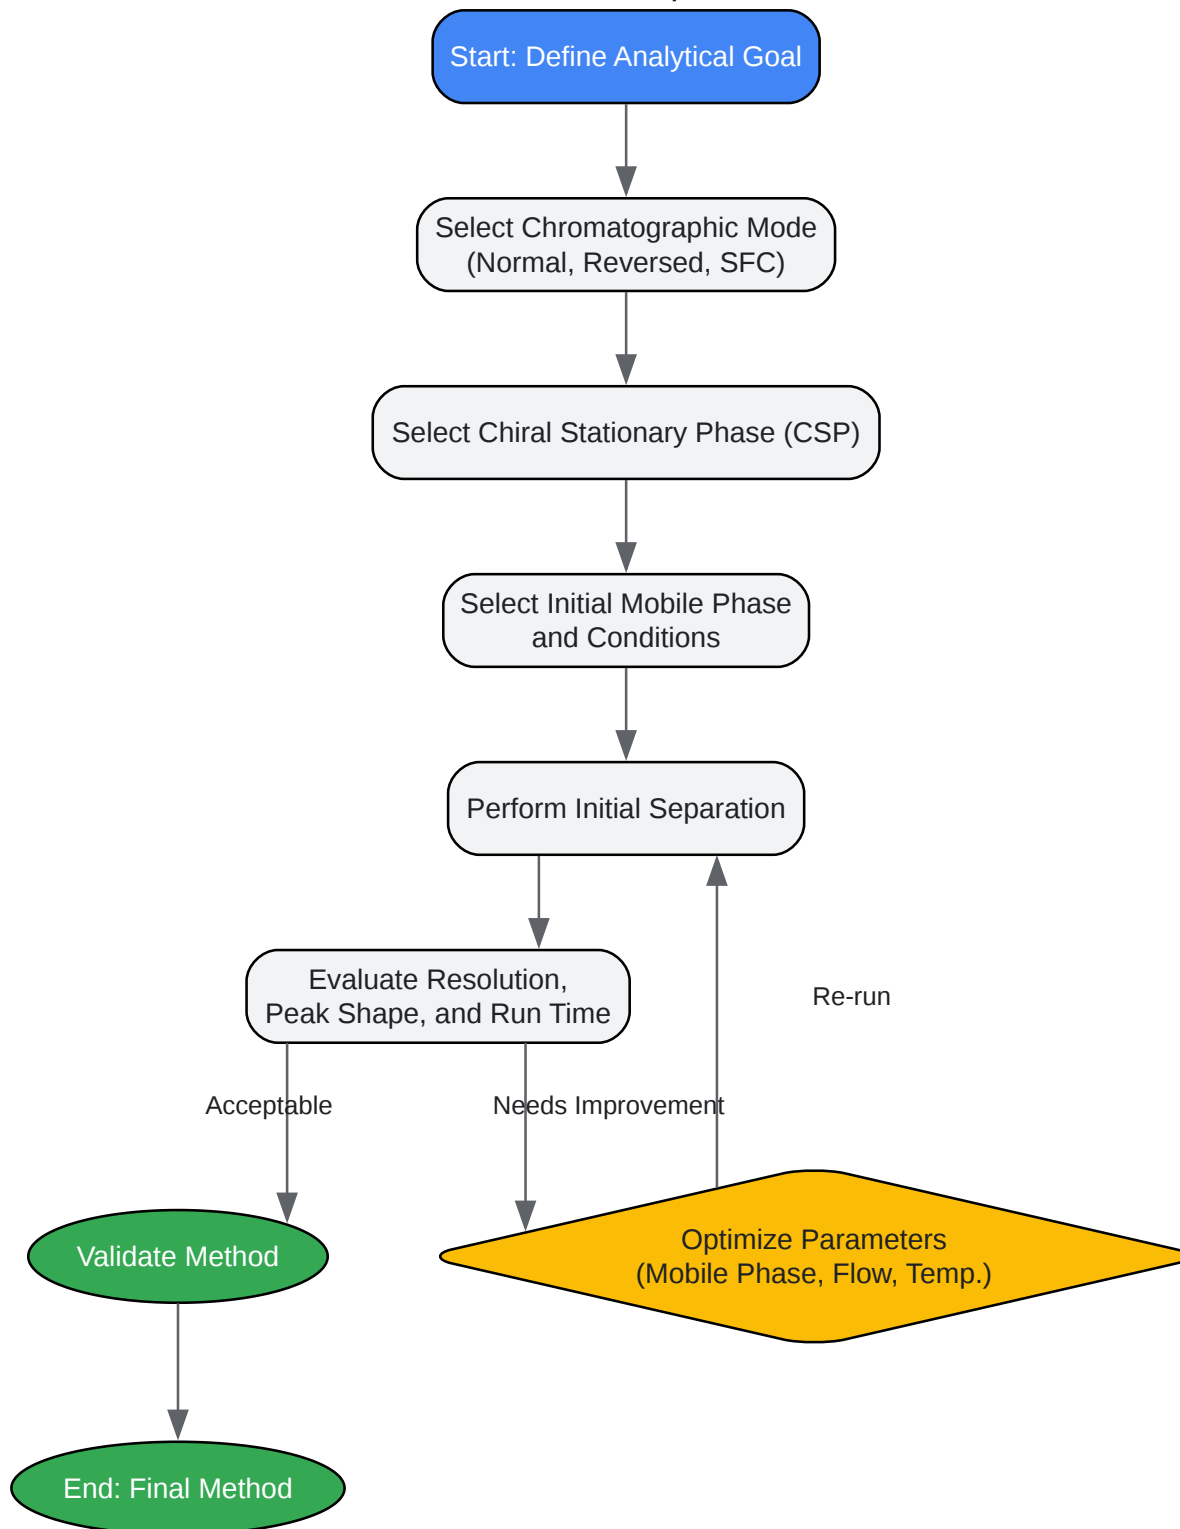 Start: Define Analytical Goal
Select Chromatographic Mode
(Normal, Reversed, SFC)
Select Chiral Stationary Phase (CSP)
Select Initial Mobile Phase
and Conditions
Perform Initial Separation
Evaluate Resolution,
Peak Shape, and Run Time
Re-run
Acceptable
Needs Improvement
Validate Method
Optimize Parameters
(Mobile Phase, Flow, Temp.)
End: Final Method